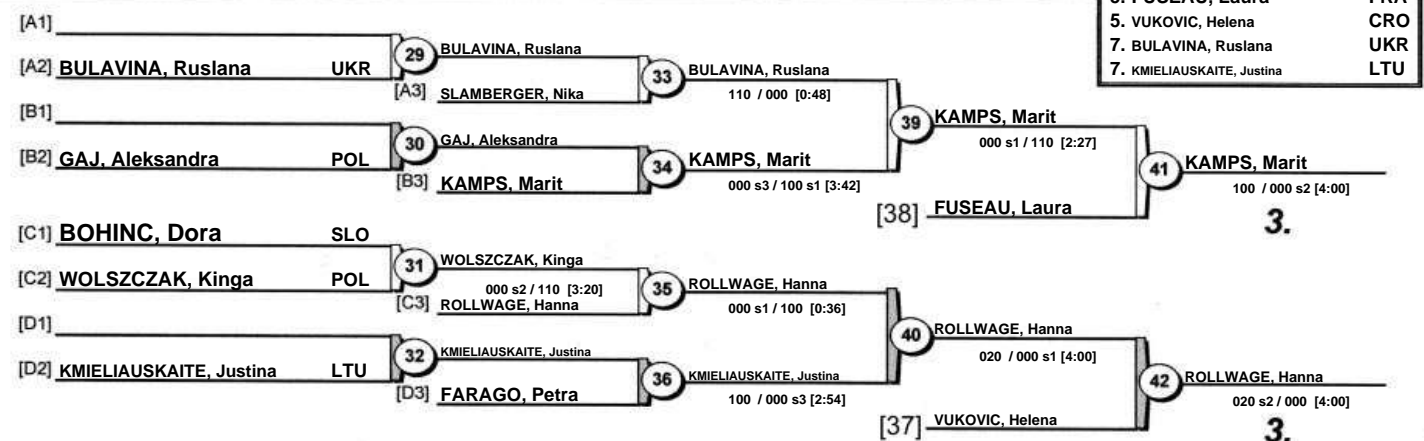 3. FUSEAU, Laura FRA
5. VUKOVIC, Helena CRO
7. BULAVINA, Ruslana UKR
7. KMIELIAUSKAITE, Justina LTU
[A1]
[A2] BULAVINA, Ruslana UKR
29
BULAVINA, Ruslana
[A3] SLAMBERGER, Nika
33
BULAVINA, Ruslana
110 / 000 [0:48]
[B1]
[B2] GAJ, Aleksandra POL
30
GAJ, Aleksandra
[B3] KAMPS, Marit
34
KAMPS, Marit
000 s3 / 100 s1 [3:42]
39
KAMPS, Marit
000 s1 / 110 [2:27]
[38] FUSEAU, Laura
41
KAMPS, Marit
100 / 000 s2 [4:00]
3.
[C1] BOHINC, Dora SLO
[C2] WOLSZCZAK, Kinga POL
31
WOLSZCZAK, Kinga
000 s2 / 110 [3:20]
[C3] ROLLWAGE, Hanna
35
ROLLWAGE, Hanna
000 s1 / 100 [0:36]
[D1]
[D2] KMIELIAUSKAITE, Justina LTU
32
KMIELIAUSKAITE, Justina
[D3] FARAGO, Petra
36
KMIELIAUSKAITE, Justina
100 / 000 s3 [2:54]
40
ROLLWAGE, Hanna
020 / 000 s1 [4:00]
[37] VUKOVIC, Helena
42
ROLLWAGE, Hanna
020 s2 / 000 [4:00]
3.